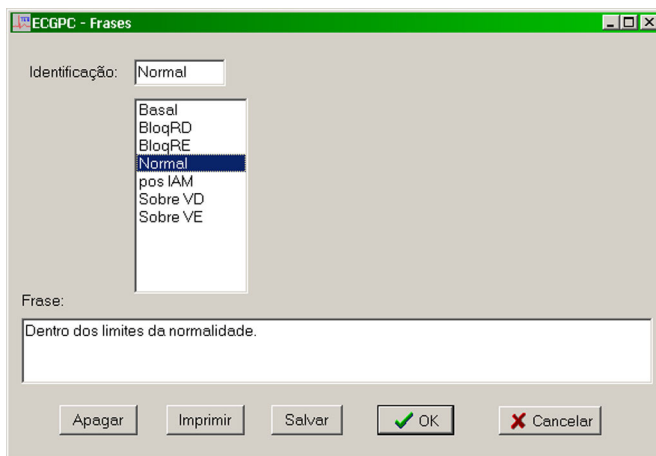 ECGPC - Frases
Identificação: Normal
Basal
BloqRD
BloqRE
Normal
pos IAM
Sobre VD
Sobre VE
Frase:
Dentro dos limites da normalidade.
Apagar Imprimir Salvar OK Cancelar